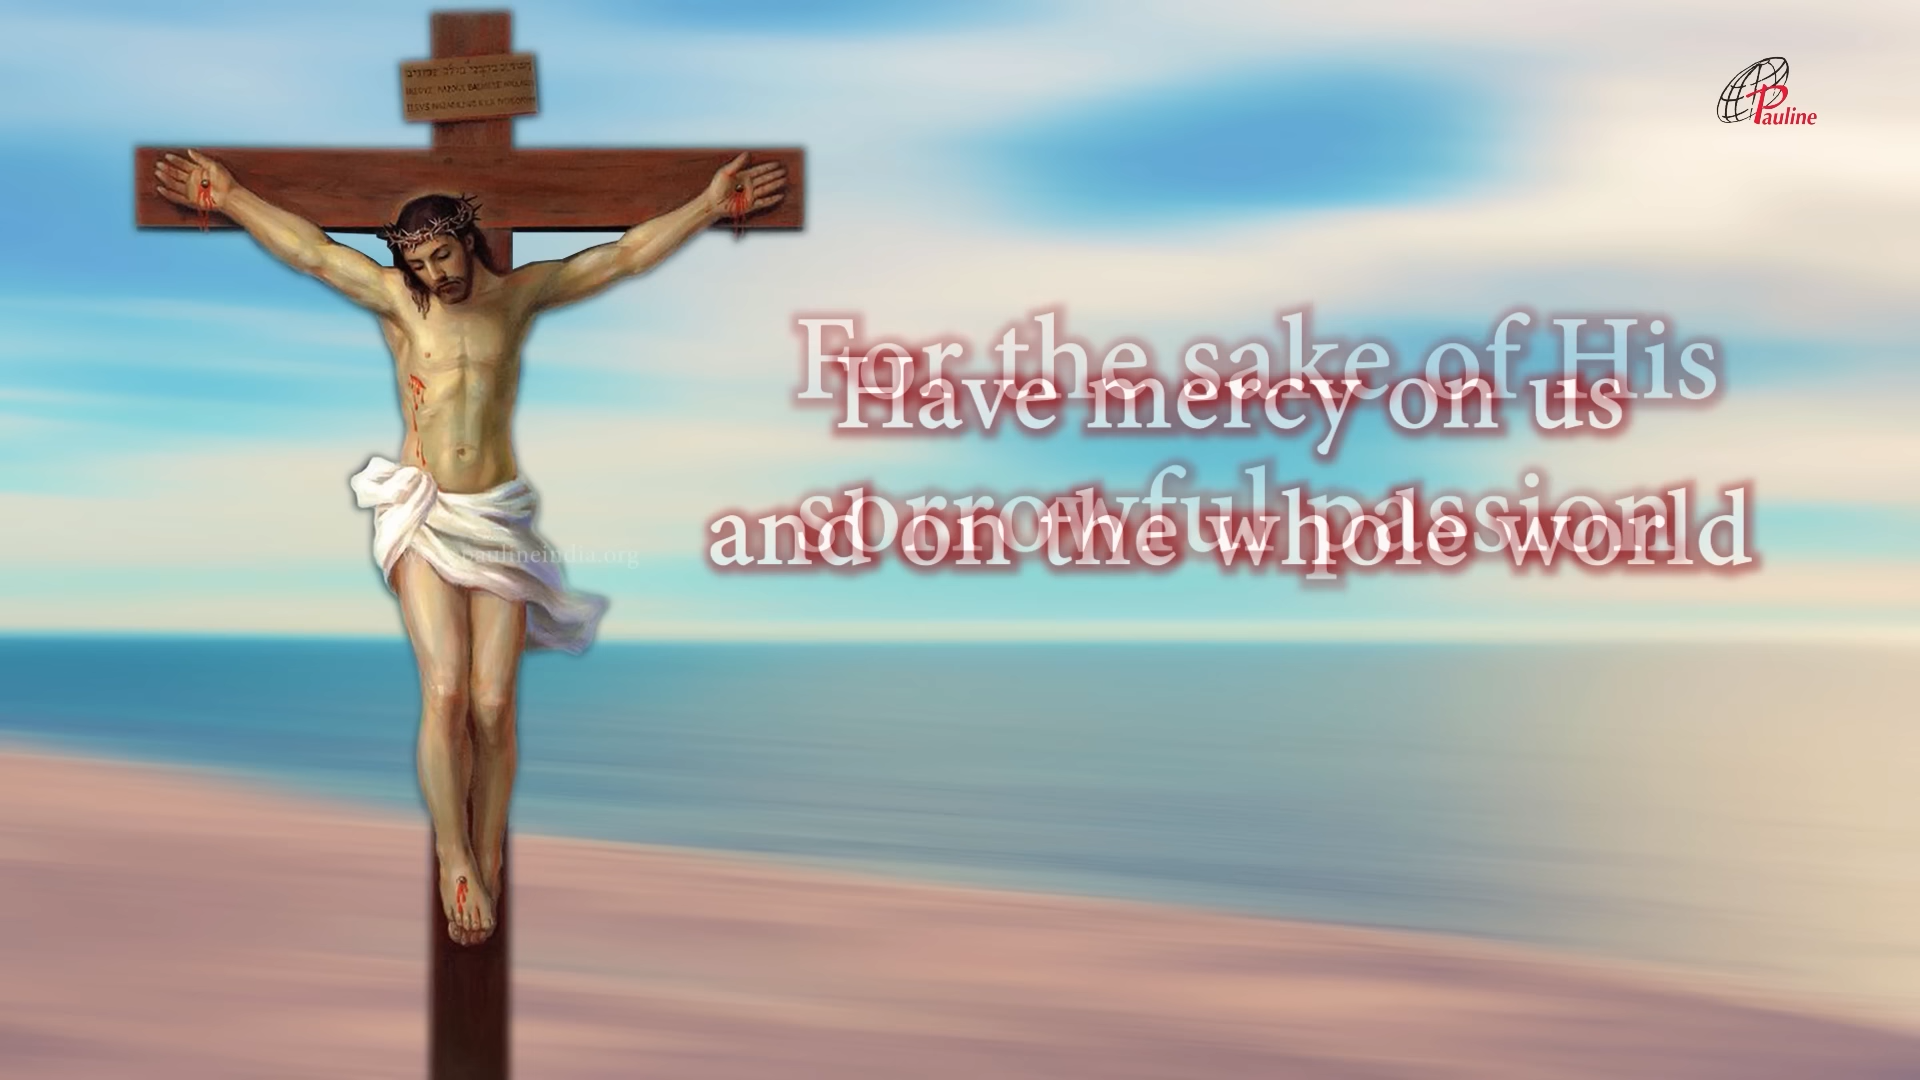 Pauline
For the sake of His
sorrowful passion
Have mercy on us
and on the whole world
www.paulineindia.org